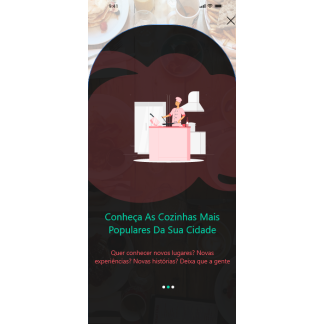 9:41
Conheça As Cozinhas Mais
Populares Da Sua Cidade
Quer conhecer novos lugares? Novas
experiências? Novas histórias? Deixa que a gente